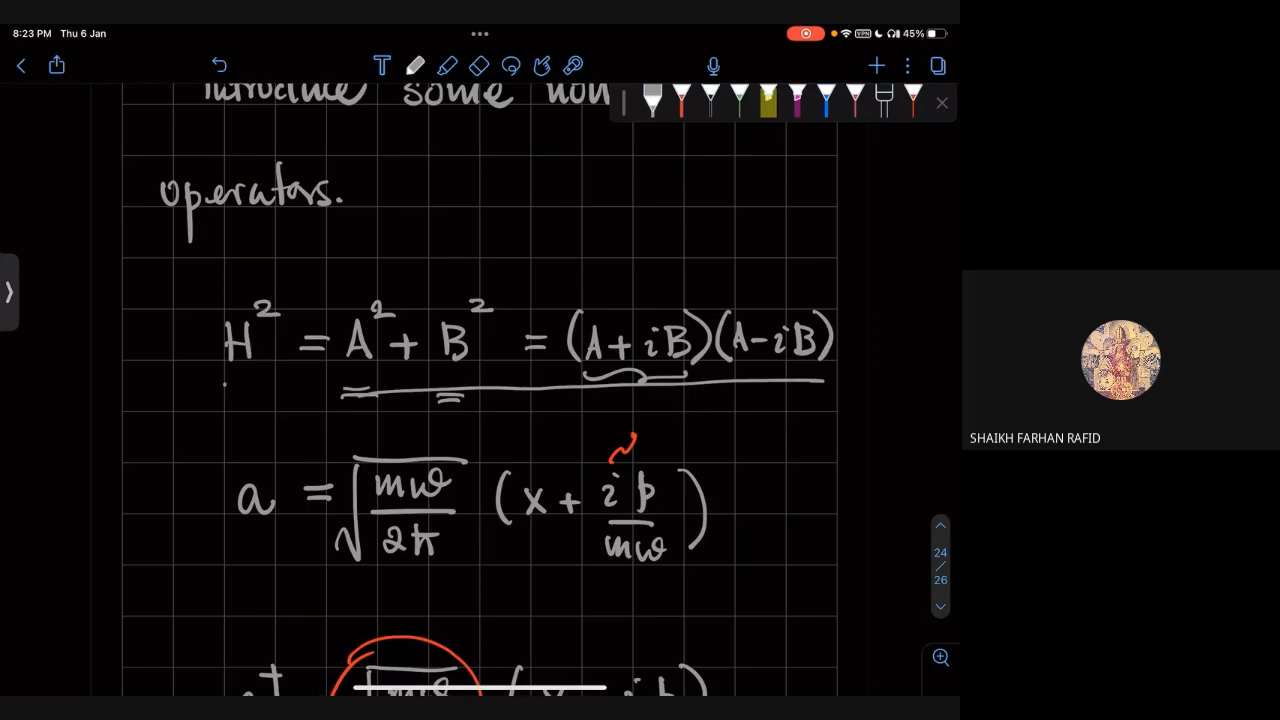 8:23 PM Thu 6 Jan
VPN 45%
introduce some non
operators.
H² = A² + B² = (A + iB)(A - iB)
a = √(mω/2ħ) (x + ip/mω)
24
/
26
SHAIKH FARHAN RAFID